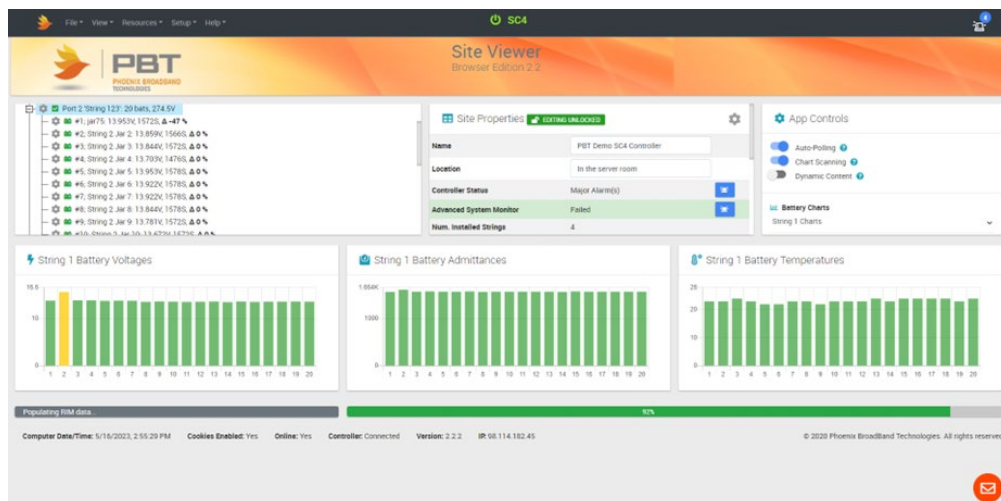 File View Resources Setup Help
SC4
4
PBT
PHOENIX BROADBAND
TECHNOLOGIES
Site Viewer
Browser Edition 2.2
Port 2 'String 123': 20 bats, 274.5V
#1; jar75: 13.953V, 1572S, Δ -47 %
#2; String 2 Jar 2: 13.859V, 1566S, Δ 0 %
#3; String 2 Jar 3: 13.844V, 1572S, Δ 0 %
#4; String 2 Jar 4: 13.703V, 1476S, Δ 0 %
#5; String 2 Jar 5: 13.953V, 1578S, Δ 0 %
#6; String 2 Jar 6: 13.922V, 1578S, Δ 0 %
#7; String 2 Jar 7: 13.922V, 1578S, Δ 0 %
#8; String 2 Jar 8: 13.844V, 1578S, Δ 0 %
#9; String 2 Jar 9: 13.781V, 1572S, Δ 0 %
#10; String 2 Jar 10: 13.672V, 1572S, Δ 0 %
Site Properties EDITING UNLOCKED
Name PBT Demo SC4 Controller
Location In the server room
Controller Status Major Alarm(s)
Advanced System Monitor Failed
Num. Installed Strings 4
App Controls
Auto-Polling
Chart Scanning
Dynamic Content
Battery Charts
String 1 Charts
String 1 Battery Voltages
16.5
10
0
1 2 3 4 5 6 7 8 9 10 11 12 13 14 15 16 17 18 19 20
String 1 Battery Admittances
1000
0
1 2 3 4 5 6 7 8 9 10 11 12 13 14 15 16 17 18 19 20
String 1 Battery Temperatures
28
20
10
0
1 2 3 4 5 6 7 8 9 10 11 12 13 14 15 16 17 18 19 20
Populating RIM data...
92%
Computer Date/Time: 5/16/2023, 2:55:29 PM Cookies Enabled: Yes Online: Yes Controller: Connected Version: 2.2.2 IP: 98.114.182.45
© 2020 Phoenix BroadBand Technologies. All rights reserved